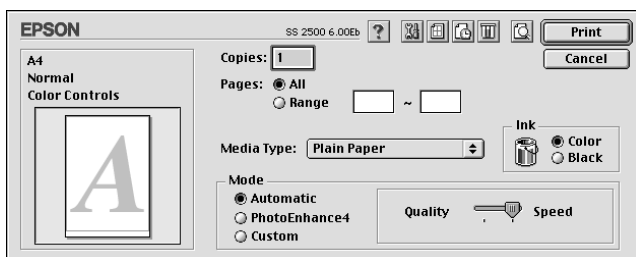 EPSON
SS 2500 6.00Eb
?
Print
Cancel
A4
Normal
Color Controls
A
Copies: 1
Pages: All
Range ~
Media Type: Plain Paper
Ink
Color
Black
Mode
Automatic
PhotoEnhance4
Custom
Quality Speed